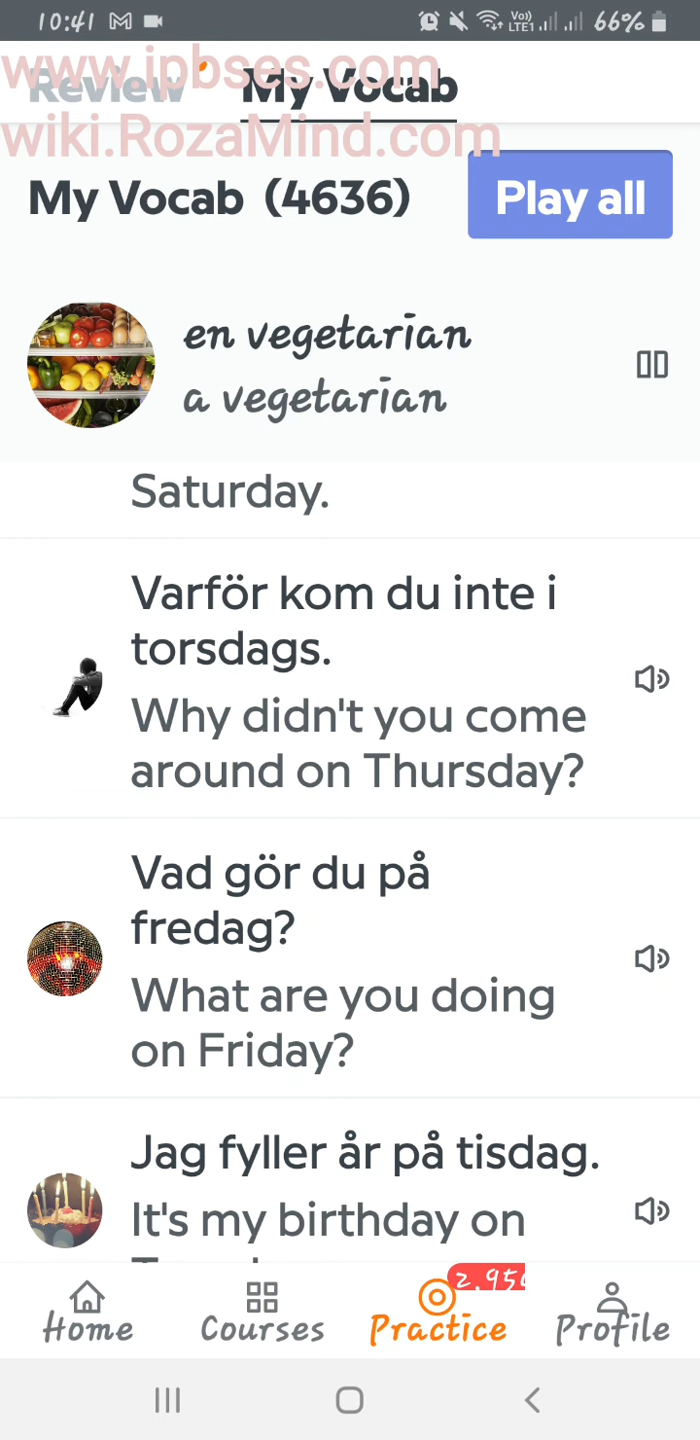 10:41 Vo)) LTE1 66%
www.ipbses.com
Review My Vocab
wiki.RozaMind.com
My Vocab (4636) Play all
en vegetarian
a vegetarian
Saturday.
Varför kom du inte i
torsdags.
Why didn't you come
around on Thursday?
Vad gör du på
fredag?
What are you doing
on Friday?
Jag fyller år på tisdag.
It's my birthday on
Home Courses Practice Profile